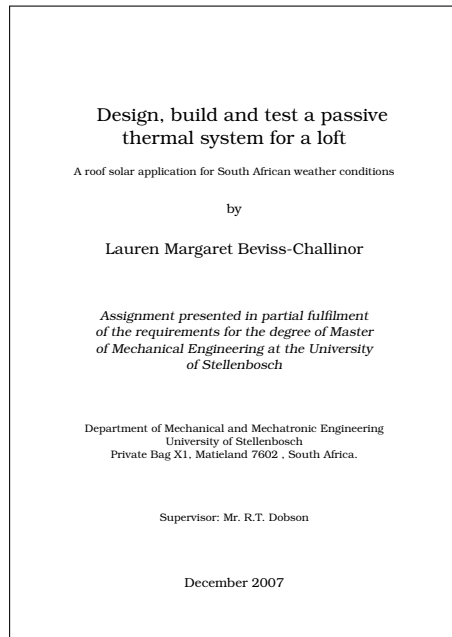 Design, build and test a passive
thermal system for a loft
A roof solar application for South African weather conditions
by
Lauren Margaret Beviss-Challinor
Assignment presented in partial fulfilment
of the requirements for the degree of Master
of Mechanical Engineering at the University
of Stellenbosch
Department of Mechanical and Mechatronic Engineering
University of Stellenbosch
Private Bag X1, Matieland 7602 , South Africa.
Supervisor: Mr. R.T. Dobson
December 2007